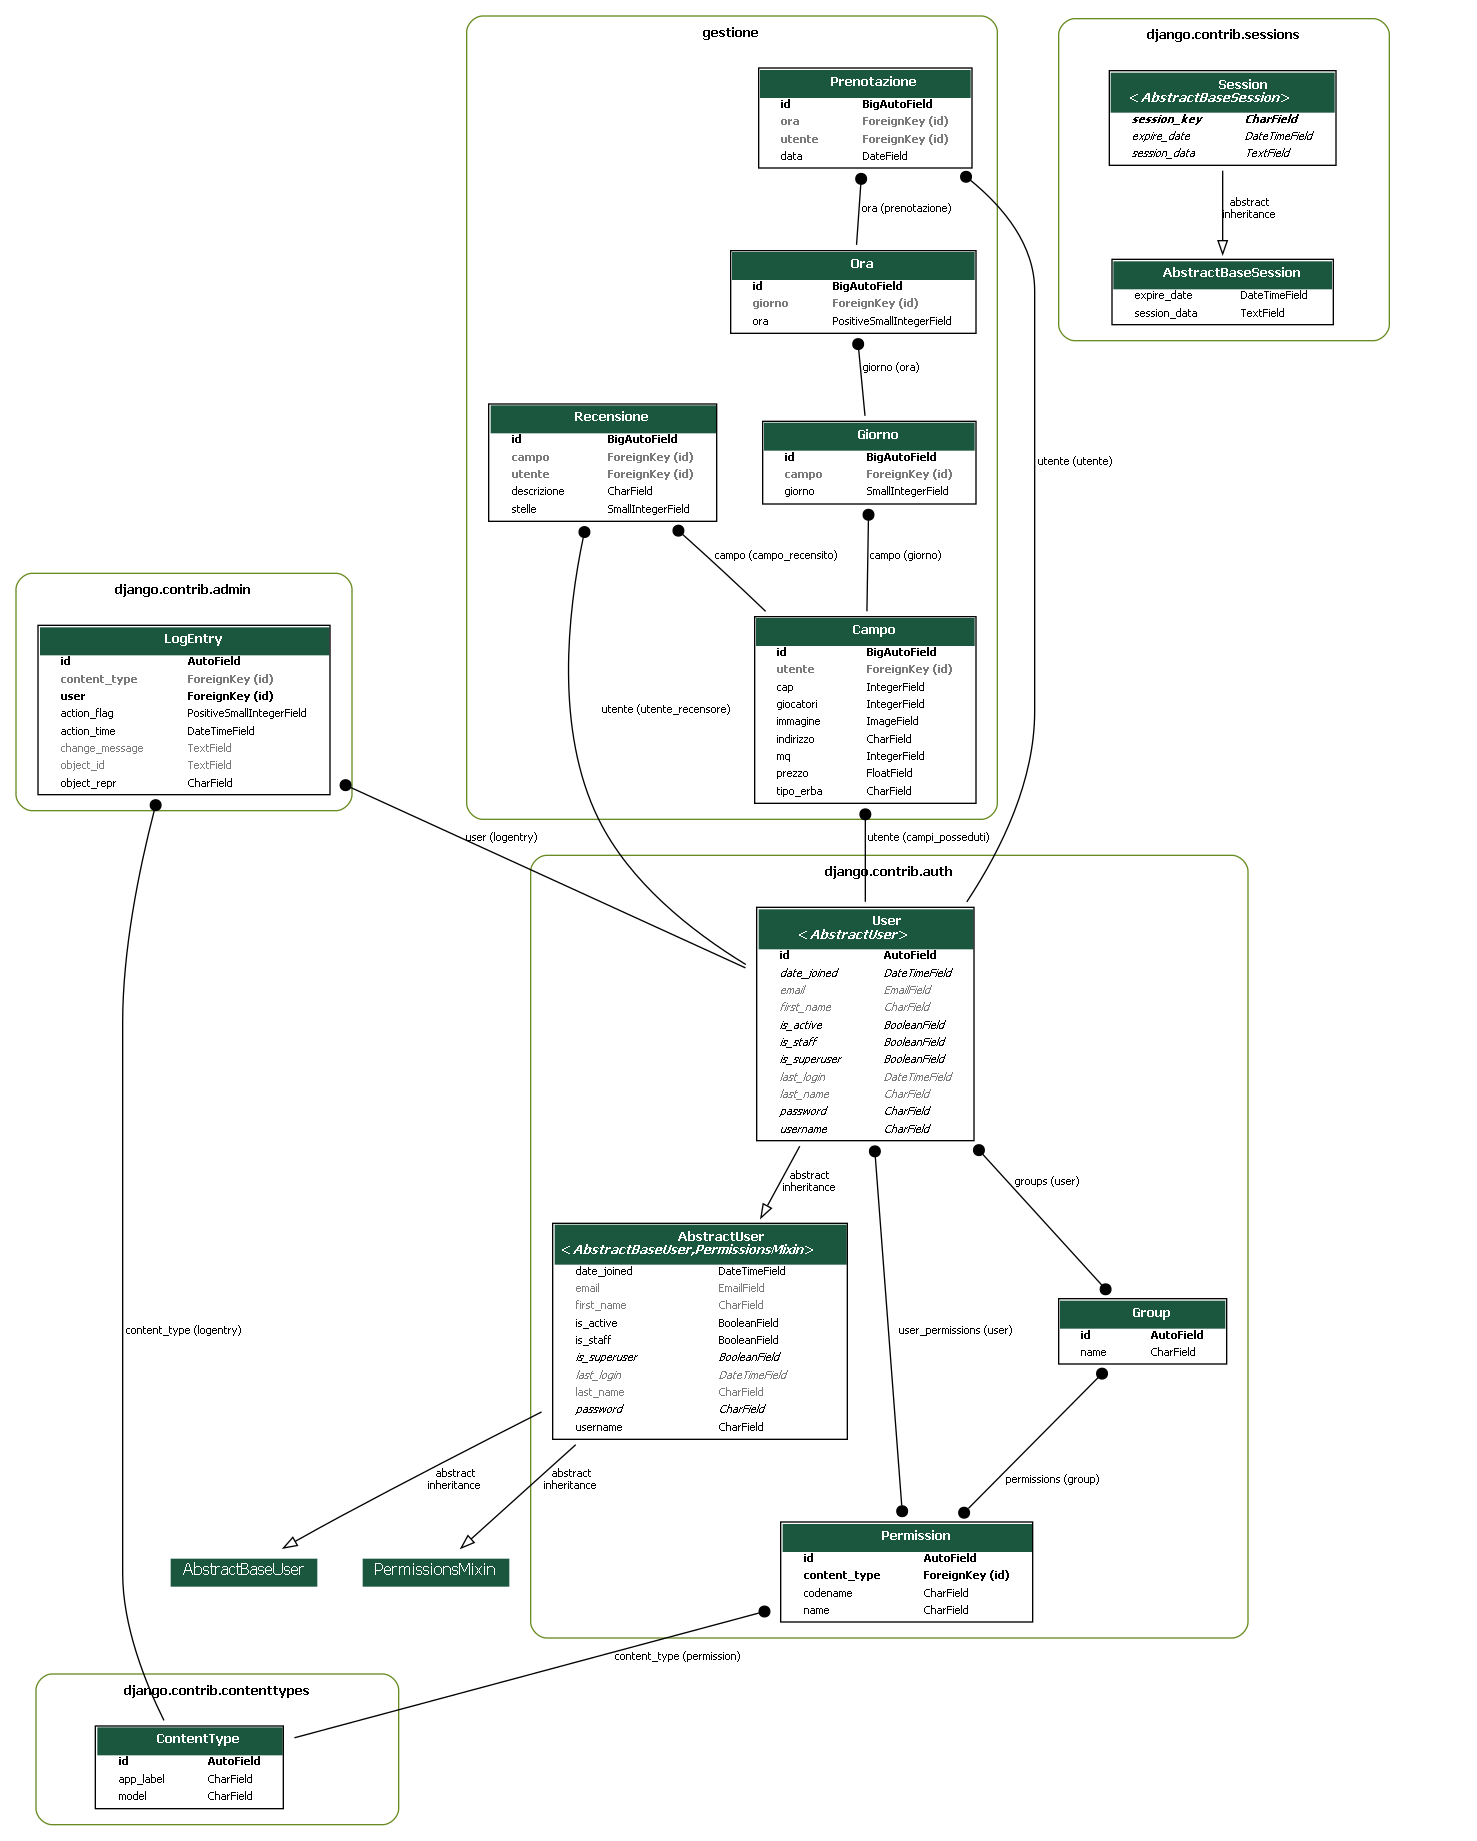 gestione
Prenotazione
id BigAutoField
ora ForeignKey (id)
utente ForeignKey (id)
data DateField
ora (prenotazione)
Ora
id BigAutoField
giorno ForeignKey (id)
ora PositiveSmallIntegerField
giorno (ora)
Recensione
id BigAutoField
campo ForeignKey (id)
utente ForeignKey (id)
descrizione CharField
stelle SmallIntegerField
Giorno
id BigAutoField
campo ForeignKey (id)
giorno SmallIntegerField
utente (utente)
campo (campo_recensito)
campo (giorno)
Campo
id BigAutoField
utente ForeignKey (id)
cap IntegerField
giocatori IntegerField
immagine ImageField
indirizzo CharField
mq IntegerField
prezzo FloatField
tipo_erba CharField
utente (utente_recensore)
utente (campi_posseduti)
django.contrib.sessions
Session
<AbstractBaseSession>
session_key CharField
expire_date DateTimeField
session_data TextField
abstract
inheritance
AbstractBaseSession
expire_date DateTimeField
session_data TextField
django.contrib.admin
LogEntry
id AutoField
content_type ForeignKey (id)
user ForeignKey (id)
action_flag PositiveSmallIntegerField
action_time DateTimeField
change_message TextField
object_id TextField
object_repr CharField
user (logentry)
content_type (logentry)
django.contrib.auth
User
<AbstractUser>
id AutoField
date_joined DateTimeField
email EmailField
first_name CharField
is_active BooleanField
is_staff BooleanField
is_superuser BooleanField
last_login DateTimeField
last_name CharField
password CharField
username CharField
abstract
inheritance
groups (user)
AbstractUser
<AbstractBaseUser,PermissionsMixin>
date_joined DateTimeField
email EmailField
first_name CharField
is_active BooleanField
is_staff BooleanField
is_superuser BooleanField
last_login DateTimeField
last_name CharField
password CharField
username CharField
user_permissions (user)
Group
id AutoField
name CharField
permissions (group)
abstract
inheritance
abstract
inheritance
AbstractBaseUser
PermissionsMixin
Permission
id AutoField
content_type ForeignKey (id)
codename CharField
name CharField
content_type (permission)
django.contrib.contenttypes
ContentType
id AutoField
app_label CharField
model CharField